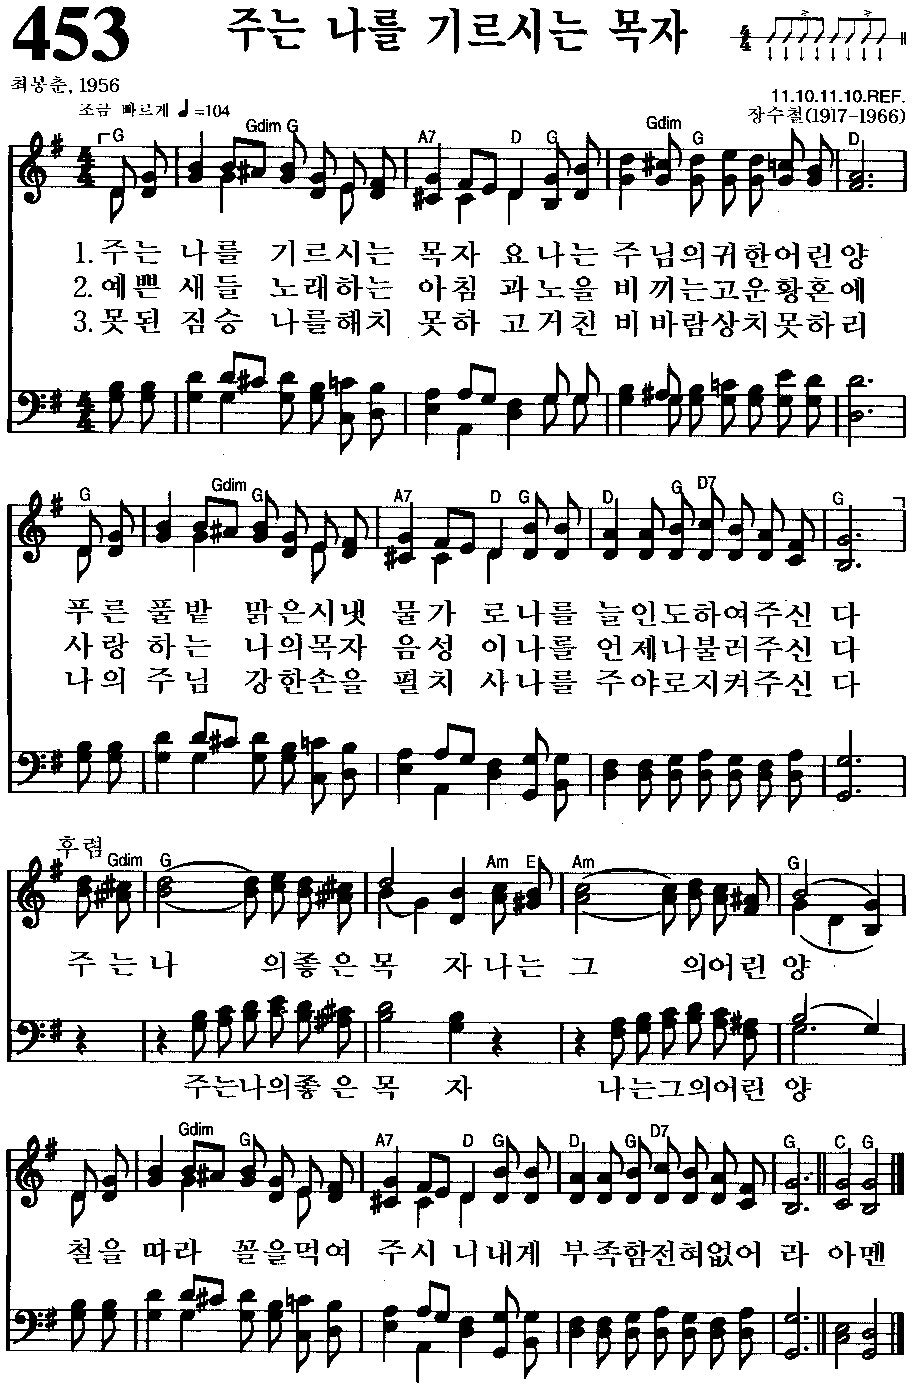 453 주는 나를 기르시는 목자
최봉춘, 1956
11.10.11.10.REF.
조금 빠르게 ♩=104
장수철(1917-1966)
G Gdim G A7 D G Gdim G D
1. 주는 나를 기르시는 목자 요나는 주님의귀한어린양
2. 예쁜 새들 노래하는 아침 과노을 비끼는고운황혼에
3. 못된 짐승 나를해치 못하 고거친 비바람상치못하리
G Gdim G A7 D G D G D7 G
푸른 풀밭 맑은시냇 물가 로나를 늘인도하여주신 다
사랑 하는 나의목자 음성 이나를 언제나불러주신 다
나의 주님 강한손을 펼치 사나를 주야로지켜주신 다
후렴
Gdim G Am E Am G
주 는나 의좋은목 자나는 그 의어린 양
주는나의좋은 목 자 나는그의어린 양
Gdim G A7 D G D G D7 G C G
철을 따라 꼴을먹여 주시 니내게 부족함전혀없어 라 아멘